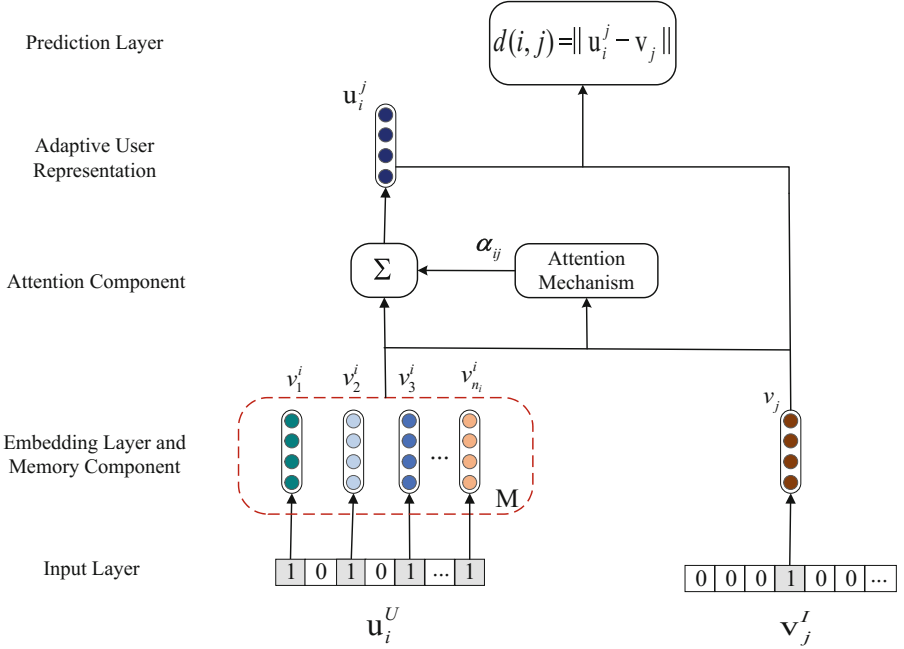 Prediction Layer
d(i, j) = || u_i^j − v_j ||
u_i^j
Adaptive User
Representation
Attention Component
Σ
α_ij
Attention
Mechanism
v_1^i v_2^i v_3^i v_{n_i}^i
v_j
Embedding Layer and
Memory Component
...
M
Input Layer
1 0 1 0 1 ... 1
0 0 0 1 0 0 ...
u_i^U
v_j^I